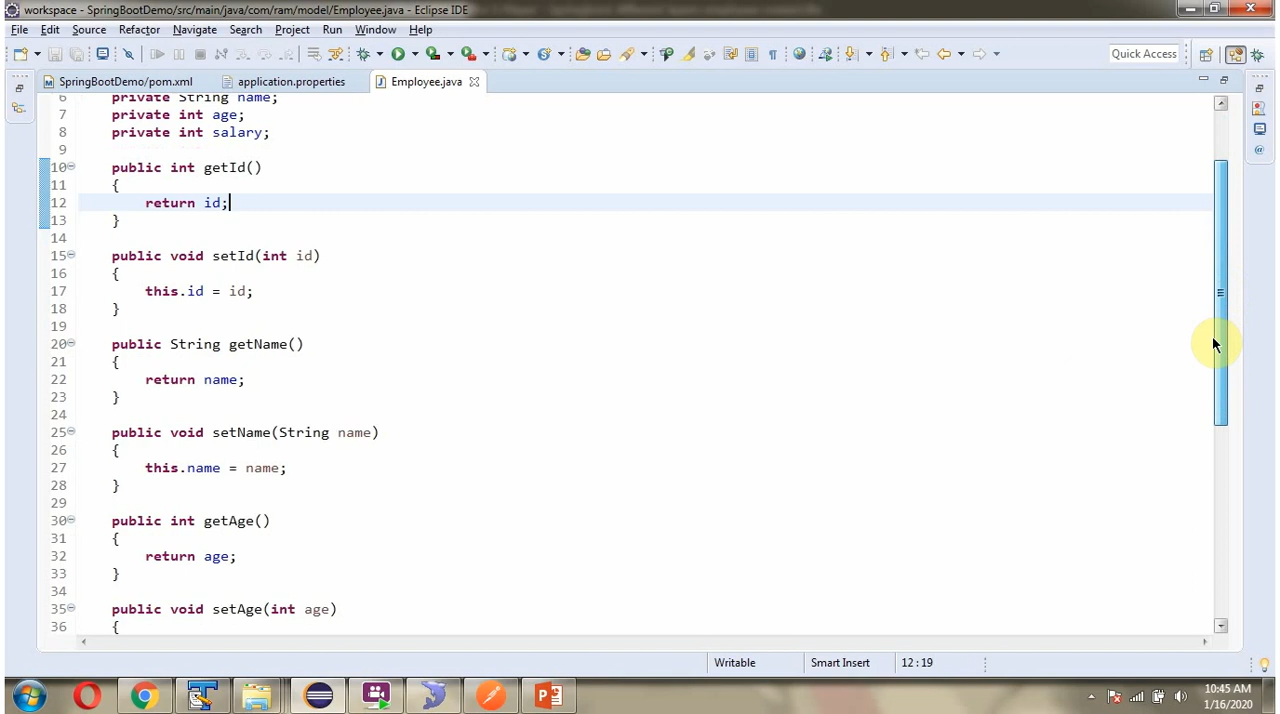 workspace - SpringBootDemo/src/main/java/com/ram/model/Employee.java - Eclipse IDE
File Edit Source Refactor Navigate Search Project Run Window Help
Quick Access
SpringBootDemo/pom.xml application.properties Employee.java
6 private String name;
7 private int age;
8 private int salary;
9
10 public int getId()
11 {
12 return id;
13 }
14
15 public void setId(int id)
16 {
17 this.id = id;
18 }
19
20 public String getName()
21 {
22 return name;
23 }
24
25 public void setName(String name)
26 {
27 this.name = name;
28 }
29
30 public int getAge()
31 {
32 return age;
33 }
34
35 public void setAge(int age)
36 {
Writable Smart Insert 12 : 19
10:45 AM
1/16/2020